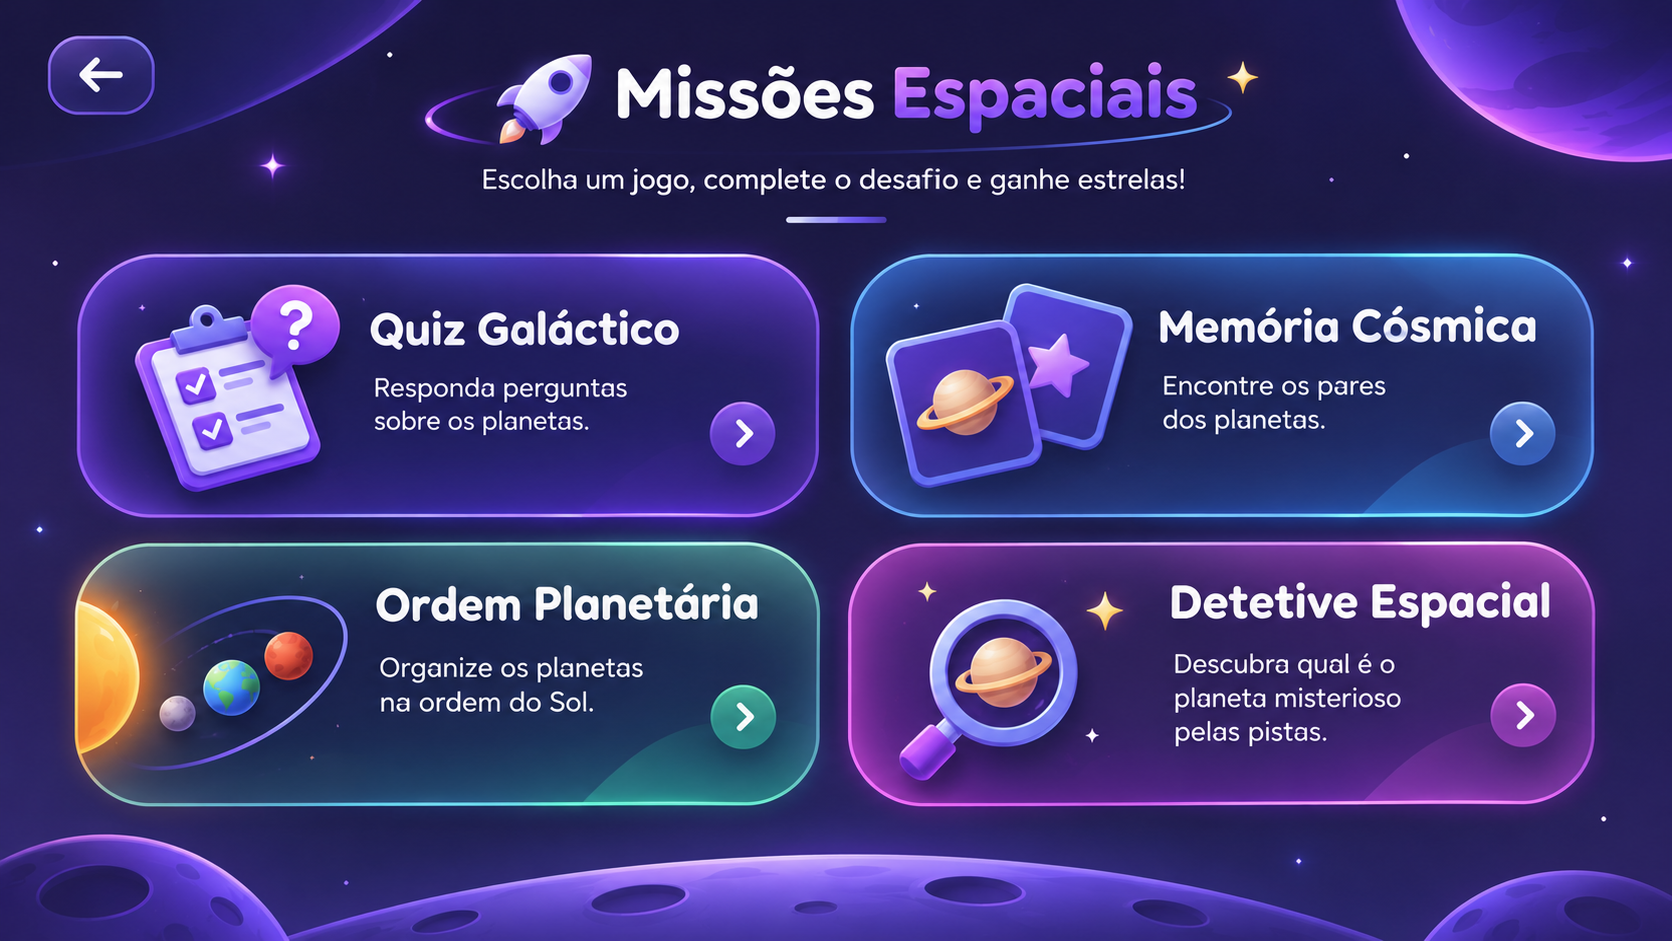 Missões Espaciais
Escolha um jogo, complete o desafio e ganhe estrelas!
?
Quiz Galáctico
Responda perguntas
sobre os planetas.
Memória Cósmica
Encontre os pares
dos planetas.
Ordem Planetária
Organize os planetas
na ordem do Sol.
Detetive Espacial
Descubra qual é o
planeta misterioso
pelas pistas.